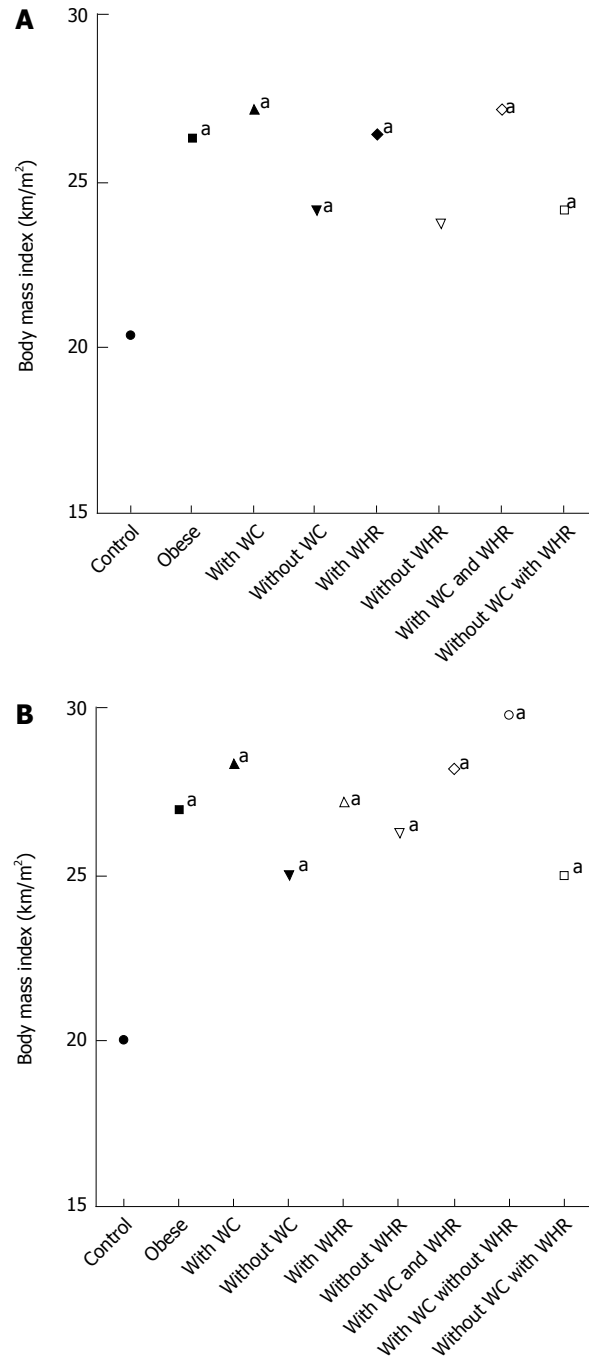 A
Body mass index (km/m²)
30
25
20
15
a
a
a
a
a
a
a
Control
Obese
With WC
Without WC
With WHR
Without WHR
With WC and WHR
Without WC with WHR
B
Body mass index (km/m²)
30
25
20
15
a
a
a
a
a
a
a
a
Control
Obese
With WC
Without WC
With WHR
Without WHR
With WC and WHR
With WC without WHR
Without WC with WHR